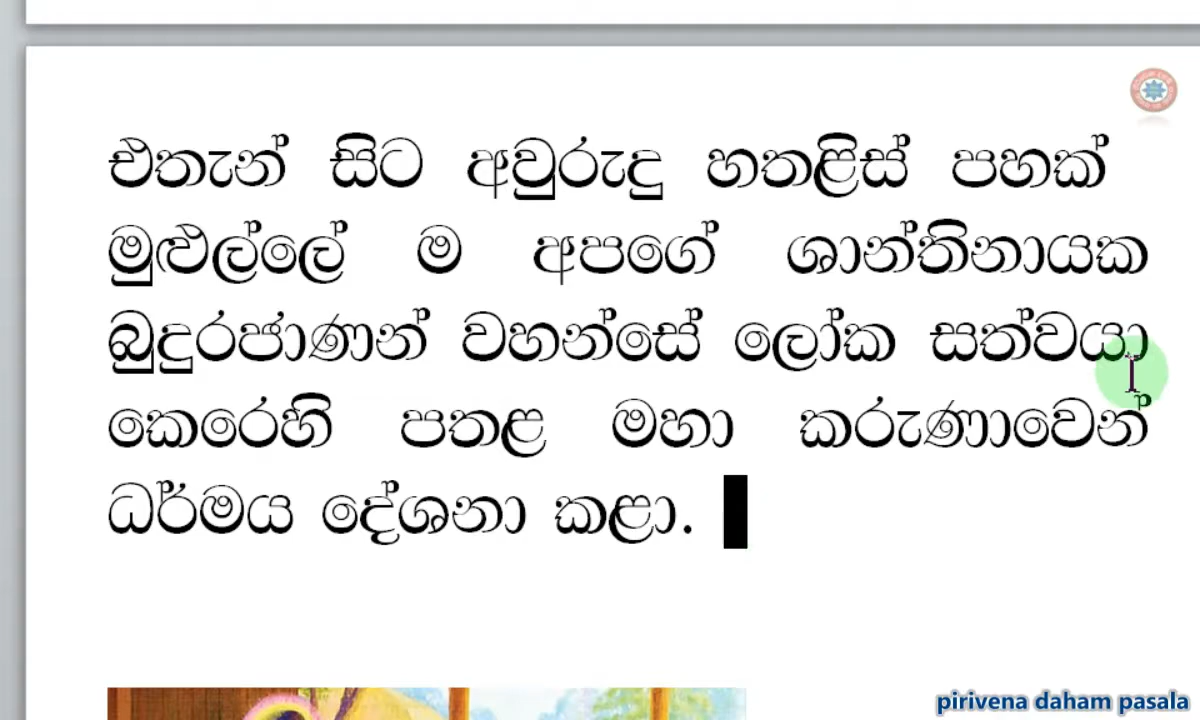 එතැන් සිට අවුරුදු හතළිස් පහක්
මුළුල්ලේ ම අපගේ ශාන්තිනායක
බුදුරජාණන් වහන්සේ ලෝක සත්වයා
කෙරෙහි පතළ මහා කරුණාවෙන්
ධර්මය දේශනා කළා.
pirivena daham pasala